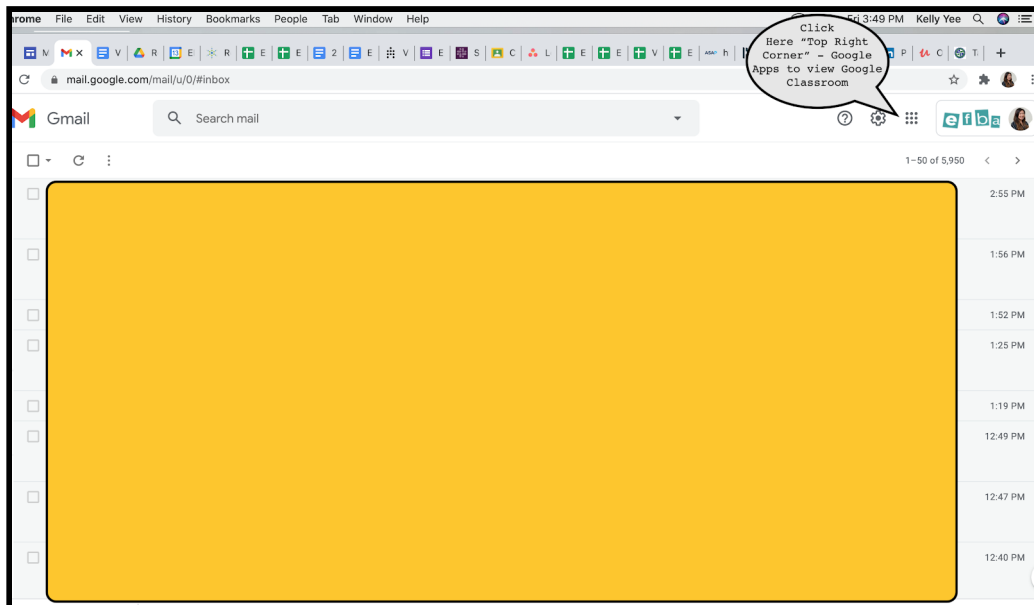 rome File Edit View History Bookmarks People Tab Window Help
Fri 3:49 PM Kelly Yee
M M V R E R E E 2 E V E S C L E E V E h P C T
mail.google.com/mail/u/0/#inbox
Click
Here “Top Right
Corner” – Google
Apps to view Google
Classroom
Gmail
Search mail
efba
1–50 of 5,950
2:55 PM
1:56 PM
1:52 PM
1:25 PM
1:19 PM
12:49 PM
12:47 PM
12:40 PM